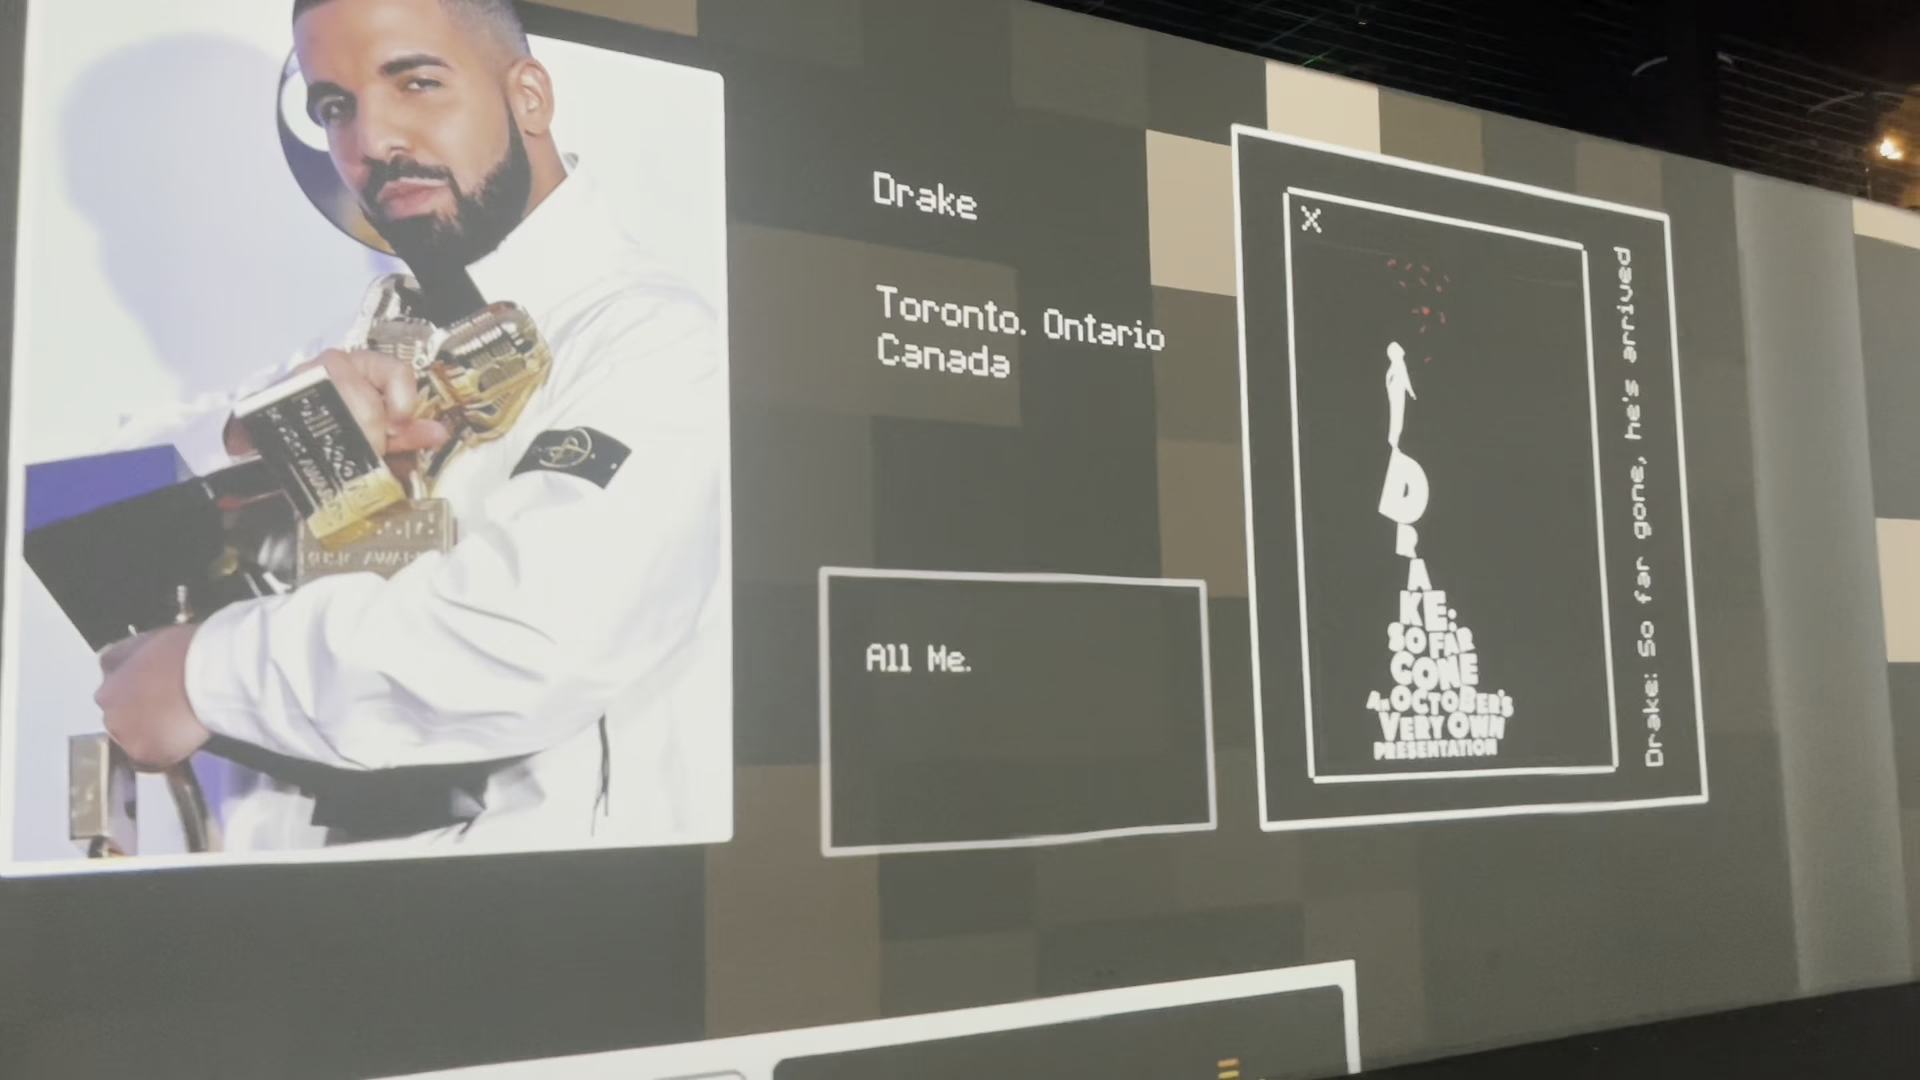 Drake
Toronto. Ontario
Canada
All Me.
X
D
R
A
KE:
SO FAR
GONE
An OCTOBER'S
VERY OWN
PRESENTATION
Drake: So far gone, he's arrived